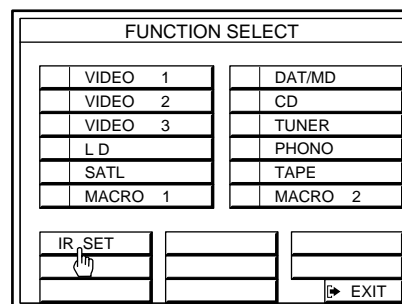 FUNCTION SELECT
VIDEO 1
VIDEO 2
VIDEO 3
L D
SATL
MACRO 1
DAT/MD
CD
TUNER
PHONO
TAPE
MACRO 2
IR SET
EXIT